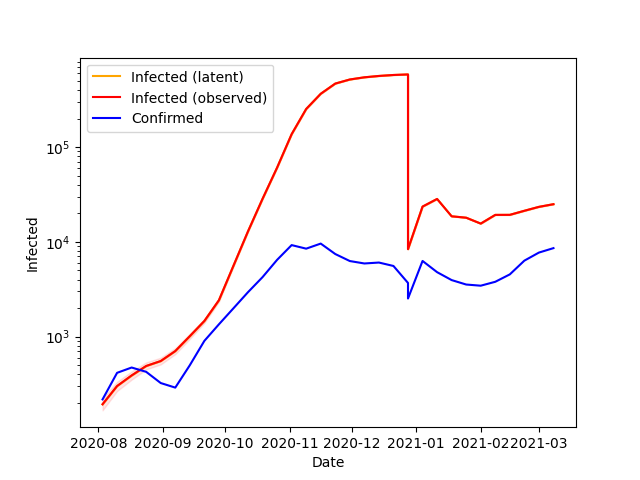 Infected (latent)
Infected (observed)
Confirmed
10^5
10^4
10^3
Infected
2020-08 2020-09 2020-10 2020-11 2020-12 2021-01 2021-02 2021-03
Date